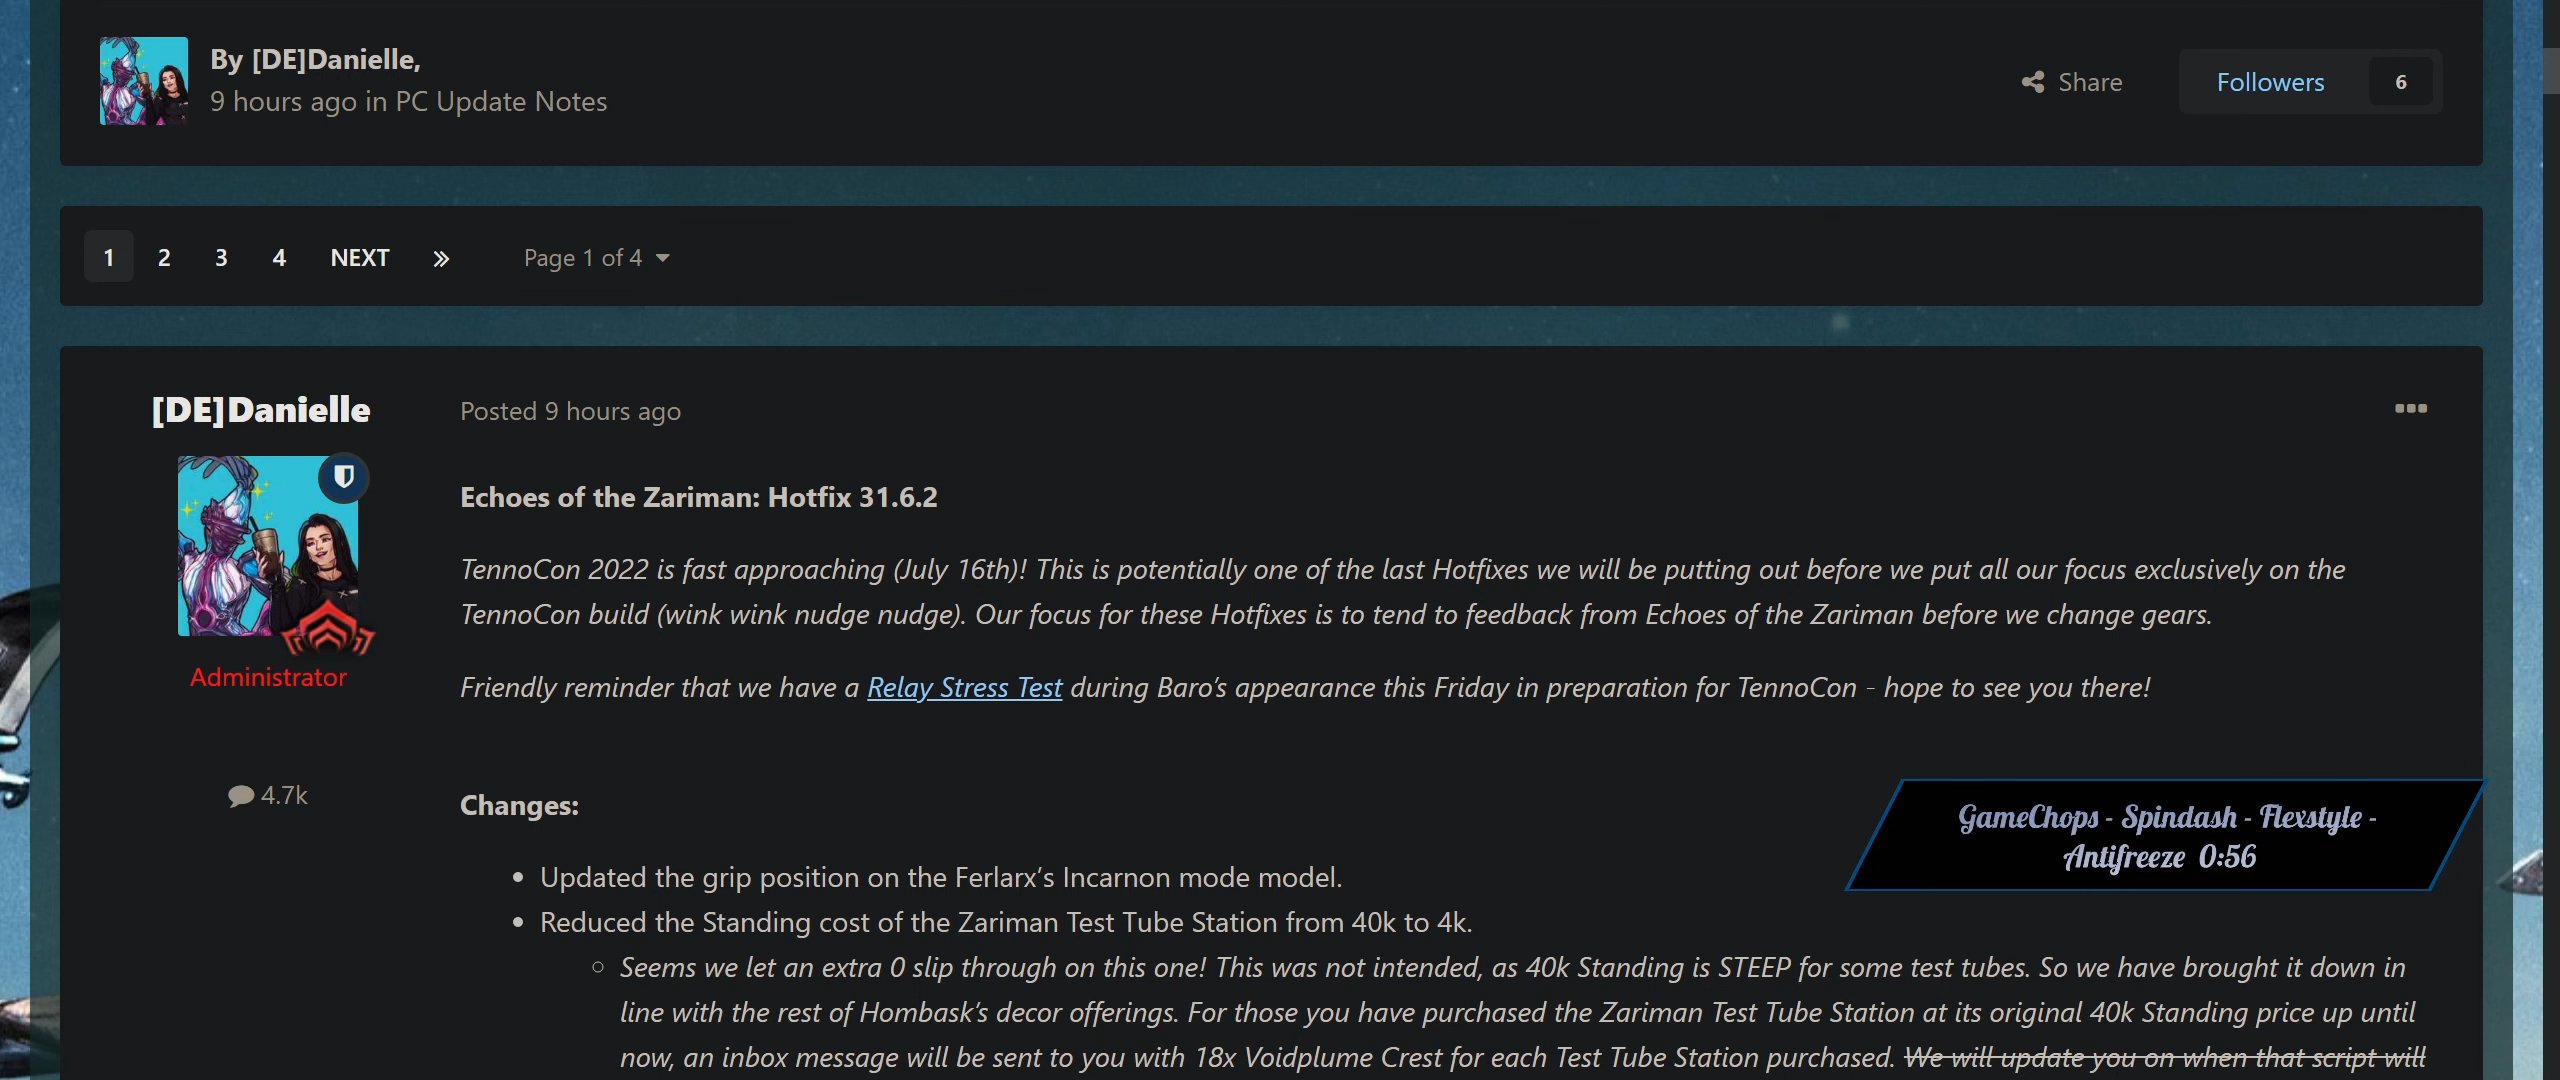 By [DE]Danielle,
9 hours ago in PC Update Notes
Share
Followers 6
1 2 3 4 NEXT » Page 1 of 4
[DE]Danielle
Posted 9 hours ago
Administrator
4.7k
Echoes of the Zariman: Hotfix 31.6.2
TennoCon 2022 is fast approaching (July 16th)! This is potentially one of the last Hotfixes we will be putting out before we put all our focus exclusively on the
TennoCon build (wink wink nudge nudge). Our focus for these Hotfixes is to tend to feedback from Echoes of the Zariman before we change gears.
Friendly reminder that we have a Relay Stress Test during Baro’s appearance this Friday in preparation for TennoCon - hope to see you there!
Changes:
GameChops - Spindash - Flexstyle -
Antifreeze 0:56
• Updated the grip position on the Ferlarx’s Incarnon mode model.
• Reduced the Standing cost of the Zariman Test Tube Station from 40k to 4k.
○ Seems we let an extra 0 slip through on this one! This was not intended, as 40k Standing is STEEP for some test tubes. So we have brought it down in
line with the rest of Hombask’s decor offerings. For those you have purchased the Zariman Test Tube Station at its original 40k Standing price up until
now, an inbox message will be sent to you with 18x Voidplume Crest for each Test Tube Station purchased. We will update you on when that script will